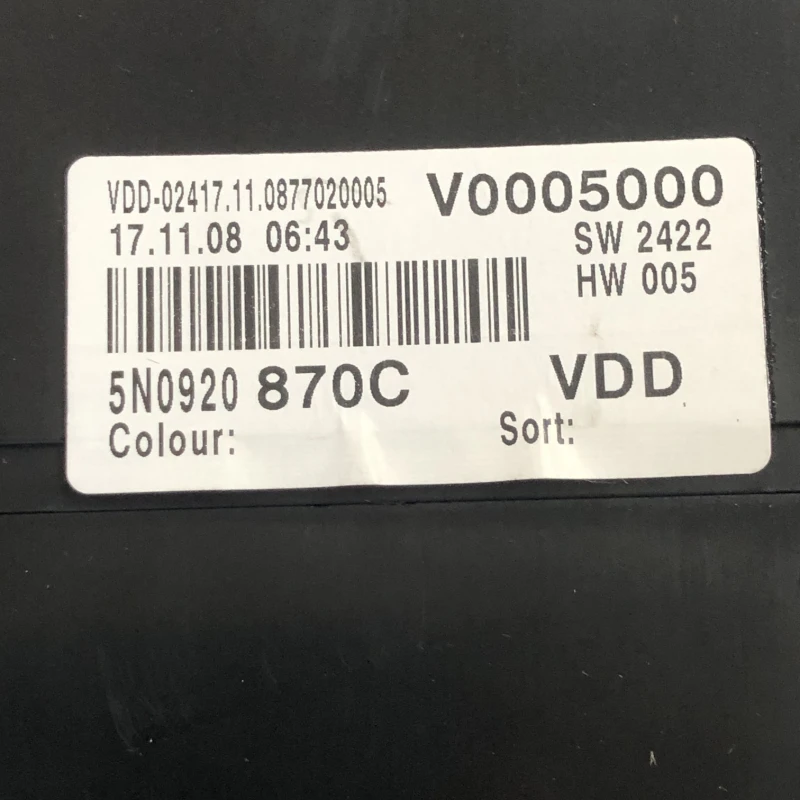 VDD-02417.11.0877020005 V0005000
17.11.08 06:43 SW 2422
HW 005
5N0920 870C VDD
Colour: Sort: